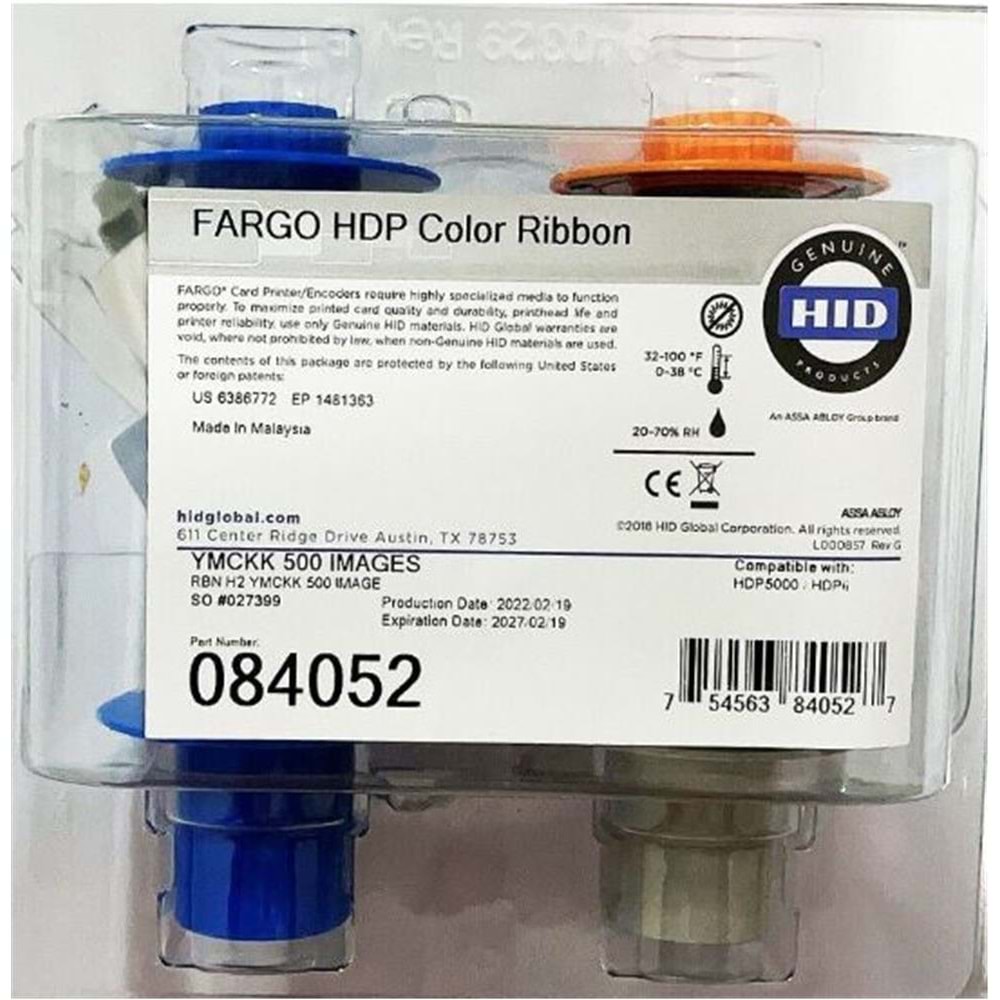 FARGO HDP Color Ribbon
GENUINE
HID
PRODUCTS
An ASSA ABLOY Group brand
FARGO® Card Printer/Encoders require highly specialized media to function
properly. To maximize printed card quality and durability, printhead life and
printer reliability, use only Genuine HID materials. HID Global warranties are
void, where not prohibited by law, when non-Genuine HID materials are used.
The contents of this package are protected by the following United States
or foreign patents:
US 6386772 EP 1481363
Made in Malaysia
32-100 °F
0-38 °C
20-70% RH
CE
ASSA ABLOY
hidglobal.com
©2018 HID Global Corporation. All rights reserved.
611 Center Ridge Drive Austin, TX 78753
L000857 Rev G
YMCKK 500 IMAGES
RBN H2 YMCKK 500 IMAGE
SO #027399
Production Date: 2022/02/19
Expiration Date: 2027/02/19
Compatible with:
HDP5000 , HDPii
Part Number:
084052
7 54563 84052 7